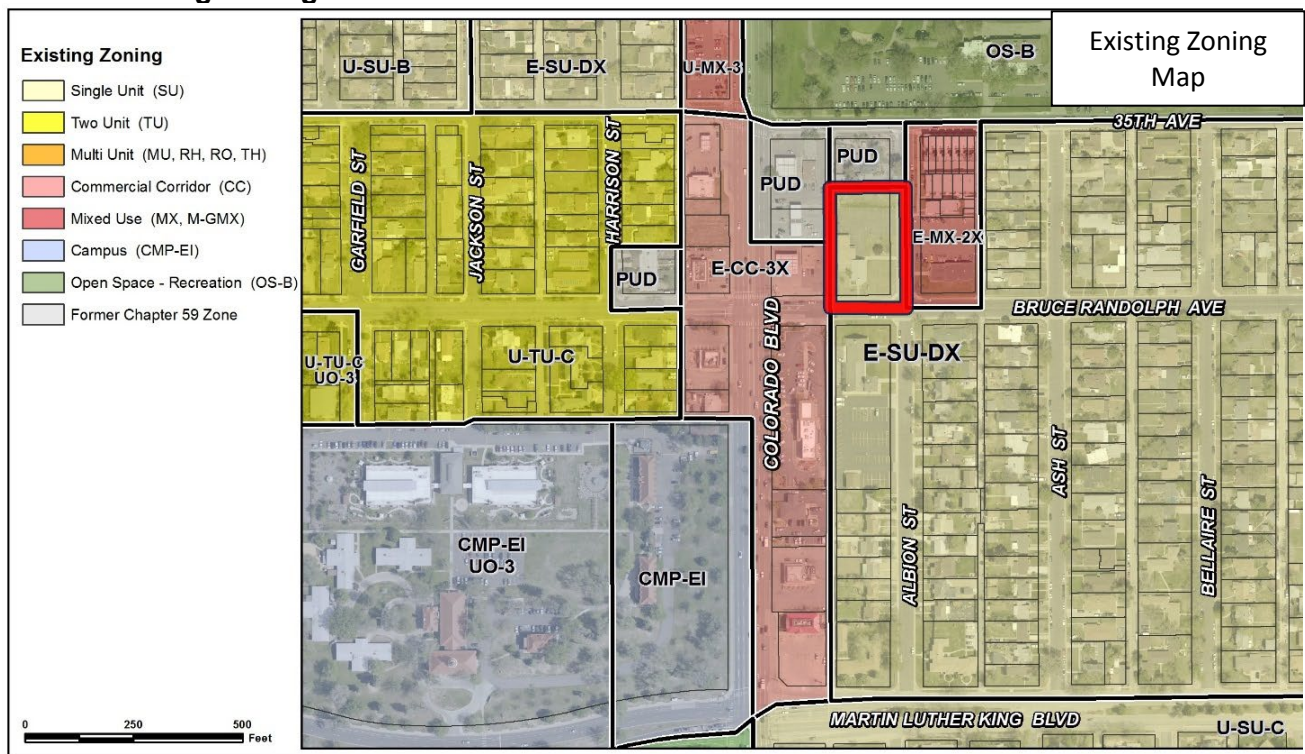 Existing Zoning
Single Unit (SU)
Two Unit (TU)
Multi Unit (MU, RH, RO, TH)
Commercial Corridor (CC)
Mixed Use (MX, M-GMX)
Campus (CMP-EI)
Open Space - Recreation (OS-B)
Former Chapter 59 Zone
0 250 500
Feet
Existing Zoning
Map
U-SU-B
E-SU-DX
U-MX-3
OS-B
35TH AVE
GARFIELD ST
JACKSON ST
HARRISON ST
PUD
PUD
PUD
E-CC-3X
E-MX-2X
BRUCE RANDOLPH AVE
COLORADO BLVD
U-TU-C
UO-3
U-TU-C
E-SU-DX
ALBION ST
ASH ST
BELLAIRE ST
CMP-EI
UO-3
CMP-EI
MARTIN LUTHER KING BLVD
U-SU-C